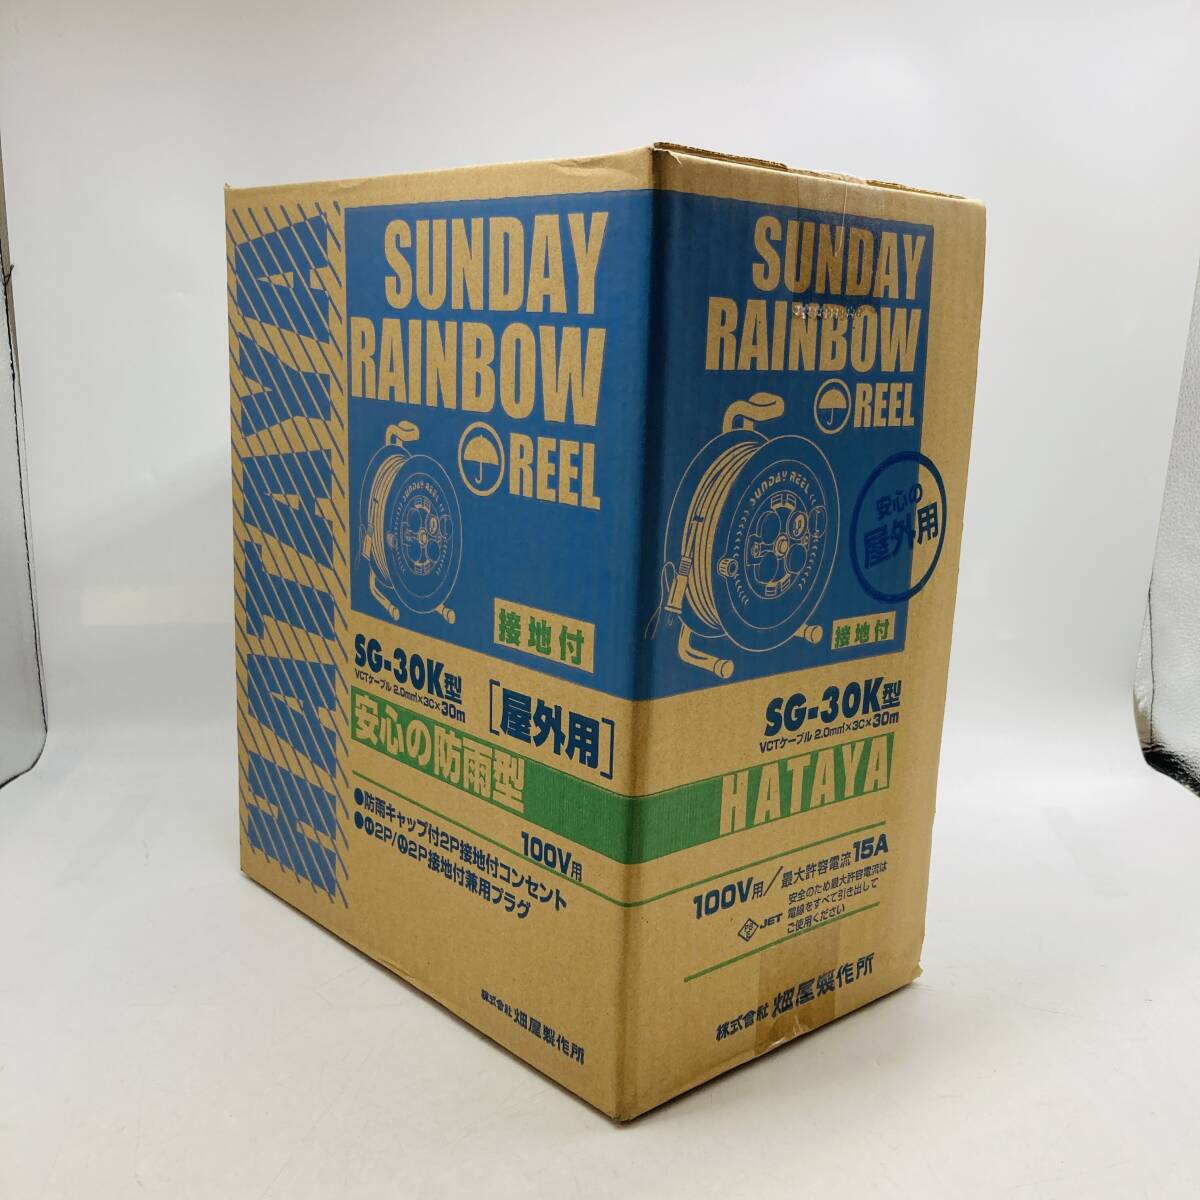 HATAYA
SUNDAY
RAINBOW
REEL
SUNDAY REEL
接地付
SG-30K型
VCTケーブル 2.0mm²×3C×30m
[屋外用]
安心の防雨型
100V用
●防雨キャップ付2P接地付コンセント
●⑪2P/⑪2P接地付兼用プラグ
株式会社 畑屋製作所
SUNDAY
RAINBOW
REEL
SUNDAY REEL
安心の
屋外用
接地付
SG-30K型
VCTケーブル 2.0mm²×3C×30m
HATAYA
100V用/最大許容電流 15A
PS
E
JET
安全のため最大許容電流は
電線をすべて引き出して
ご使用ください
株式会社 畑屋製作所